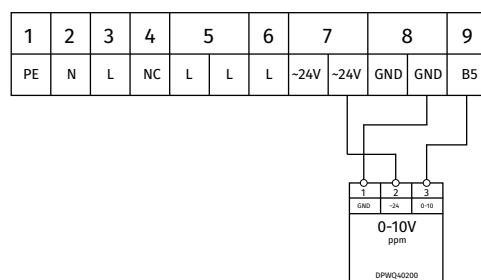 1 2 3 4 5 6 7 8 9
PE N L NC L L L ~24V ~24V GND GND B5
1 2 3
GND ~24 0-10
0-10V
ppm
DPWQ40200